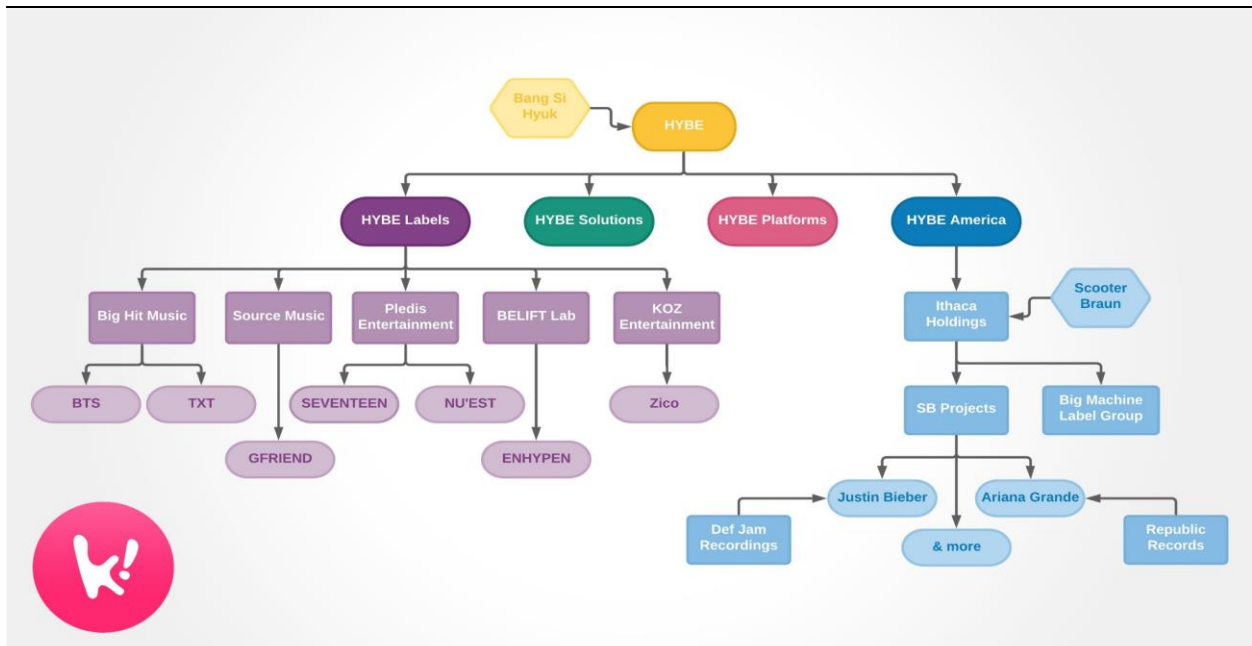 Bang Si
Hyuk
HYBE
HYBE Labels
HYBE Solutions
HYBE Platforms
HYBE America
Big Hit Music
Source Music
Pledis
Entertainment
BELIFT Lab
KOZ
Entertainment
Ithaca
Holdings
Scooter
Braun
BTS
TXT
SEVENTEEN
NU'EST
Zico
SB Projects
Big Machine
Label Group
GFRIEND
ENHYPEN
Justin Bieber
Ariana Grande
Def Jam
Recordings
& more
Republic
Records
k!